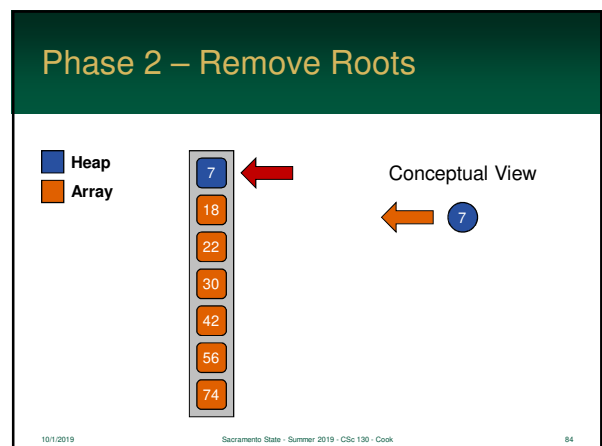 Phase 2 – Remove Roots
Heap
Array
7
18
22
30
42
56
74
Conceptual View
7
10/1/2019
Sacramento State - Summer 2019 - CSc 130 - Cook
84